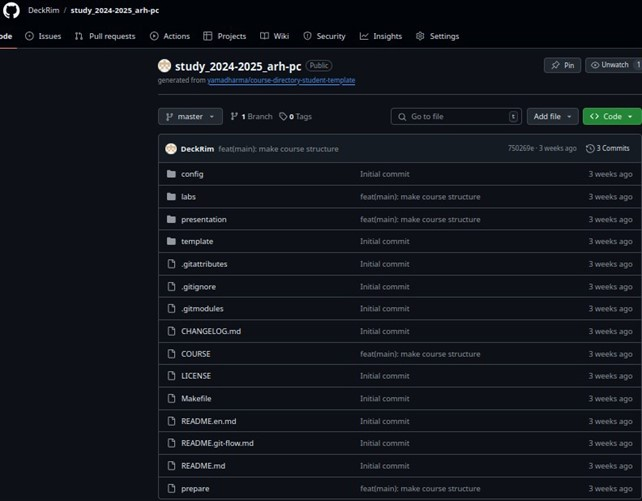 DeckRim / study_2024-2025_arh-pc
ode Issues Pull requests Actions Projects Wiki Security Insights Settings
study_2024-2025_arh-pc Public Pin Unwatch 1
generated from yamadharma/course-directory-student-template
master 1 Branch 0 Tags Go to file t Add file Code
DeckRim feat(main): make course structure 750269e · 3 weeks ago 3 Commits
config Initial commit 3 weeks ago
labs feat(main): make course structure 3 weeks ago
presentation feat(main): make course structure 3 weeks ago
template Initial commit 3 weeks ago
.gitattributes Initial commit 3 weeks ago
.gitignore Initial commit 3 weeks ago
.gitmodules Initial commit 3 weeks ago
CHANGELOG.md Initial commit 3 weeks ago
COURSE feat(main): make course structure 3 weeks ago
LICENSE Initial commit 3 weeks ago
Makefile Initial commit 3 weeks ago
README.en.md Initial commit 3 weeks ago
README.git-flow.md Initial commit 3 weeks ago
README.md Initial commit 3 weeks ago
prepare feat(main): make course structure 3 weeks ago